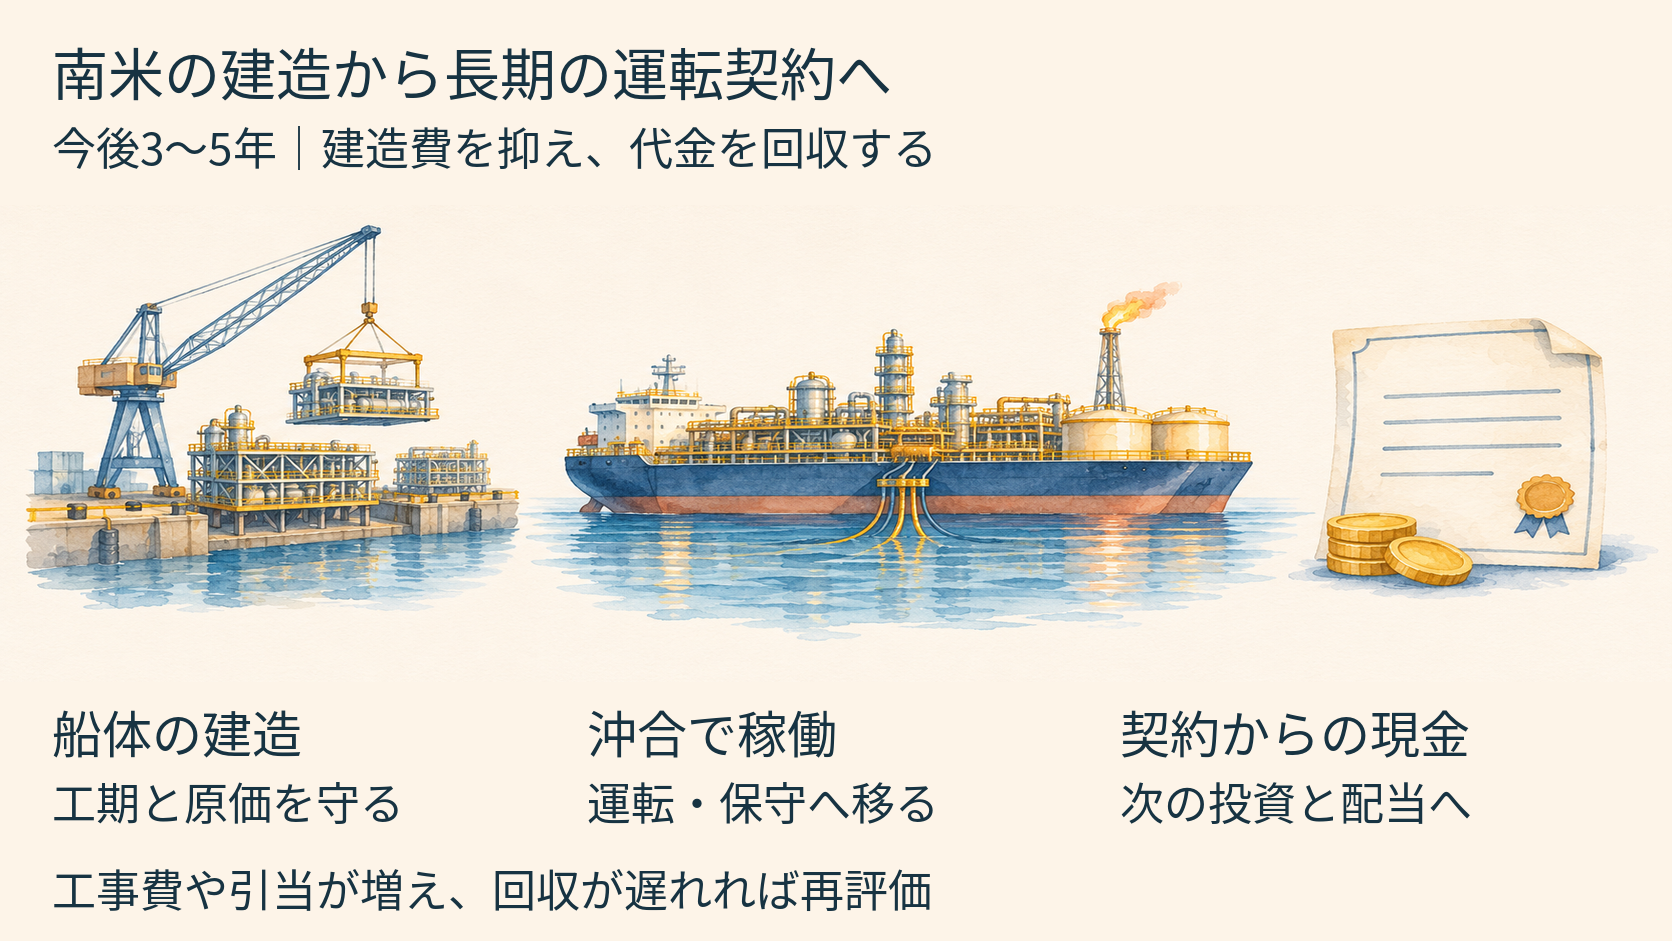 南米の建造から長期の運転契約へ
今後3〜5年｜建造費を抑え、代金を回収する
船体の建造
工期と原価を守る
沖合で稼働
運転・保守へ移る
契約からの現金
次の投資と配当へ
工事費や引当が増え、回収が遅れれば再評価